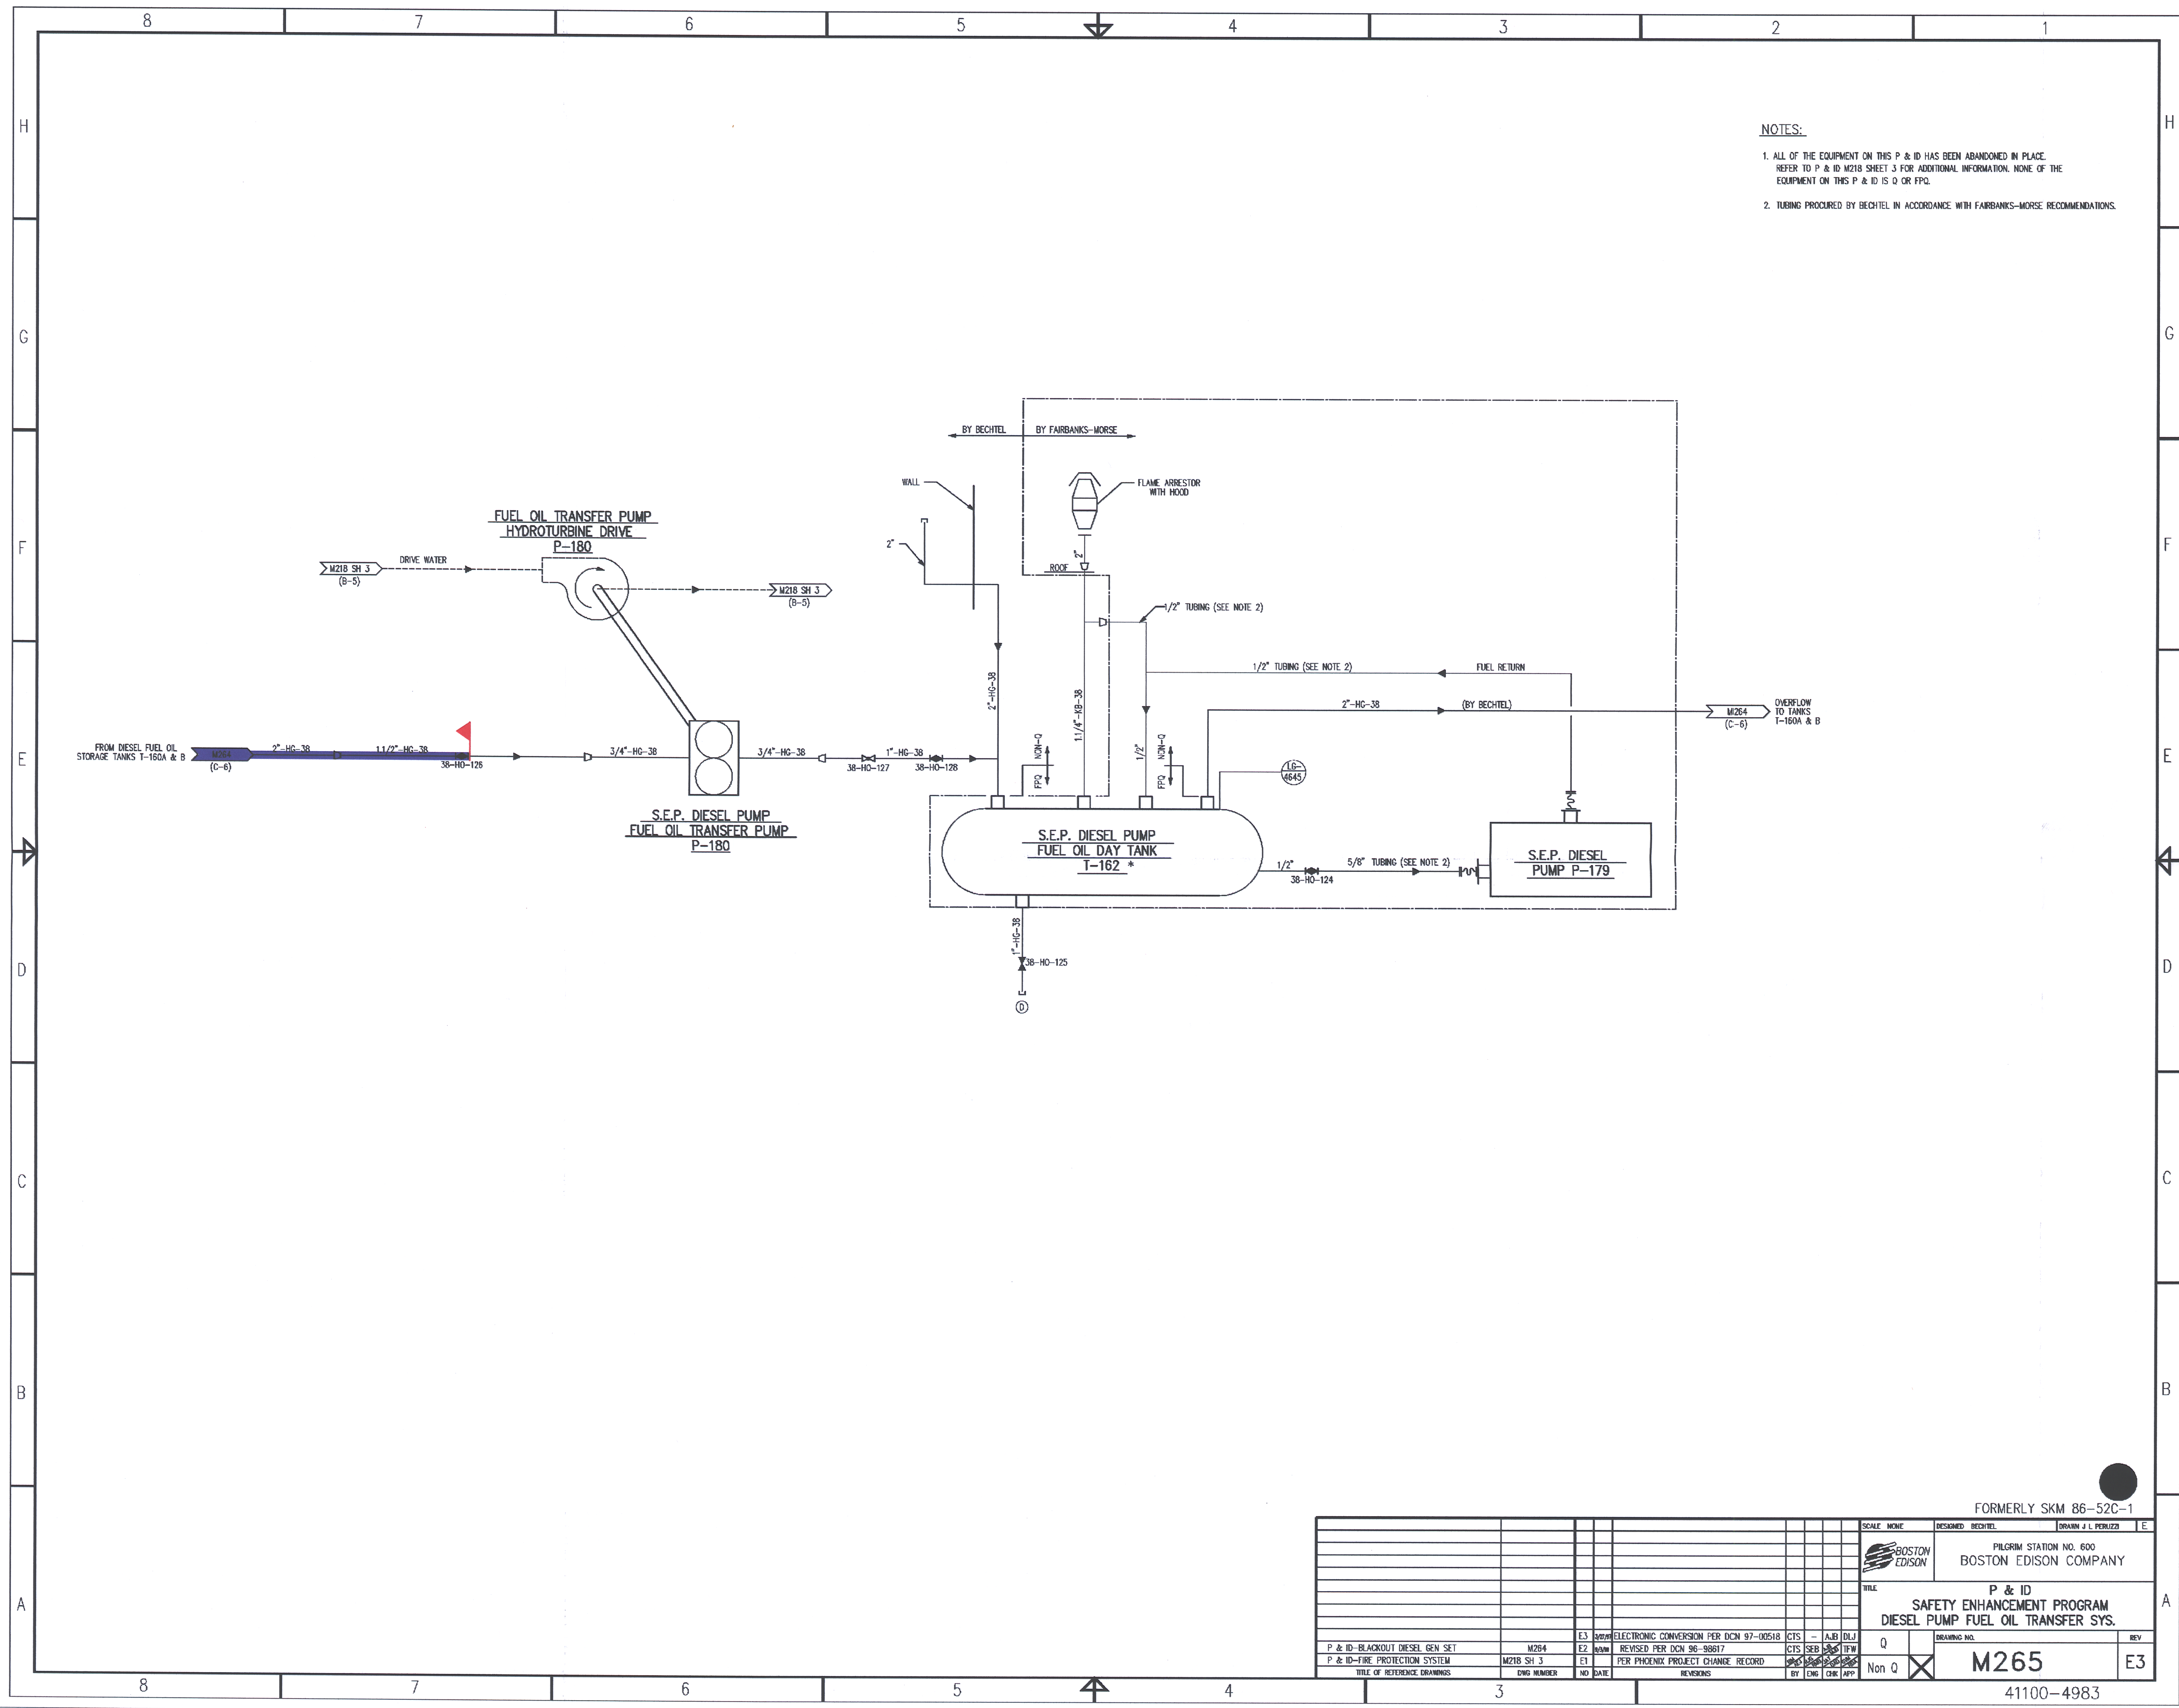 8 7 6 5 4 3 2 1
H H
NOTES:
1. ALL OF THE EQUIPMENT ON THIS P & ID HAS BEEN ABANDONED IN PLACE.
REFER TO P & ID M218 SHEET 3 FOR ADDITIONAL INFORMATION. NONE OF THE
EQUIPMENT ON THIS P & ID IS Q OR FPQ.
2. TUBING PROCURED BY BECHTEL IN ACCORDANCE WITH FAIRBANKS-MORSE RECOMMENDATIONS.
G G
BY BECHTEL BY FAIRBANKS-MORSE
WALL
FLAME ARRESTOR
WITH HOOD
FUEL OIL TRANSFER PUMP
HYDROTURBINE DRIVE
P-180
F F
2"
2"
DRIVE WATER
M218 SH 3
(B-5)
ROOF
M218 SH 3
(B-5)
1/2" TUBING (SEE NOTE 2)
1/2" TUBING (SEE NOTE 2)
FUEL RETURN
2"-HG-38
1.1/4"-KB-38
2"-HG-38
(BY BECHTEL)
M264
(C-6)
OVERFLOW
TO TANKS
T-160A & B
E E
FROM DIESEL FUEL OIL
STORAGE TANKS T-160A & B
M264
(C-6)
2"-HG-38
1.1/2"-HG-38
38-HO-126
3/4"-HG-38
3/4"-HG-38
38-HO-127
1"-HG-38
38-HO-128
FPQ NON-Q
1/2"
FPQ NON-Q
LG-
4645
S.E.P. DIESEL PUMP
FUEL OIL TRANSFER PUMP
P-180
S.E.P. DIESEL PUMP
FUEL OIL DAY TANK
T-162 *
1/2"
38-HO-124
5/8" TUBING (SEE NOTE 2)
S.E.P. DIESEL
PUMP P-179
1"-HG-38
38-HO-125
D
D D
C C
B B
A A
FORMERLY SKM 86-52C-1
SCALE NONE DESIGNED BECHTEL DRAWN J L PERUZZI E
BOSTON
EDISON
PILGRIM STATION NO. 600
BOSTON EDISON COMPANY
TITLE
P & ID
SAFETY ENHANCEMENT PROGRAM
DIESEL PUMP FUEL OIL TRANSFER SYS.
E3 ELECTRONIC CONVERSION PER DCN 97-00518 CTS - AJB DLJ
P & ID-BLACKOUT DIESEL GEN SET M264 E2 REVISED PER DCN 96-98617 CTS SEB TFW
P & ID-FIRE PROTECTION SYSTEM M218 SH 3 E1 PER PHOENIX PROJECT CHANGE RECORD
TITLE OF REFERENCE DRAWINGS DWG NUMBER NO DATE REVISIONS BY ENG CHK APP
Q
Non Q
DRAWING NO.
M265
REV
E3
8 7 6 5 4 3
41100-4983